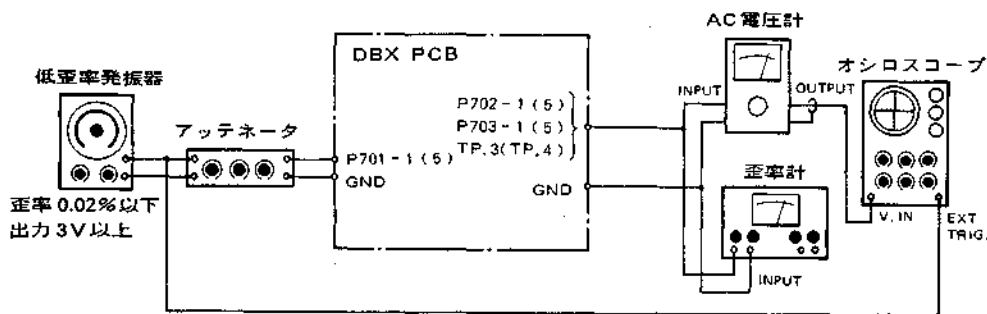 低歪率発振器
歪率 0.02%以下
出力 3V以上
アッテネータ
DBX PCB
P701-1(5)
GND
P702-1(5)
P703-1(5)
TP.3(TP.4)
GND
AC電圧計
INPUT
OUTPUT
歪率計
INPUT
オシロスコープ
V. IN
EXT
TRIG.